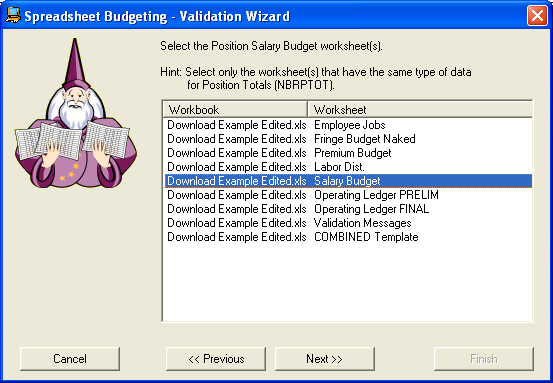 Spreadsheet Budgeting - Validation Wizard
Select the Position Salary Budget worksheet(s).
Hint: Select only the worksheet(s) that have the same type of data
for Position Totals (NBRPTOT).
Workbook Worksheet
Download Example Edited.xls Employee Jobs
Download Example Edited.xls Fringe Budget Naked
Download Example Edited.xls Premium Budget
Download Example Edited.xls Labor Dist.
Download Example Edited.xls Salary Budget
Download Example Edited.xls Operating Ledger PRELIM
Download Example Edited.xls Operating Ledger FINAL
Download Example Edited.xls Validation Messages
Download Example Edited.xls COMBINED Template
Cancel << Previous Next >> Finish